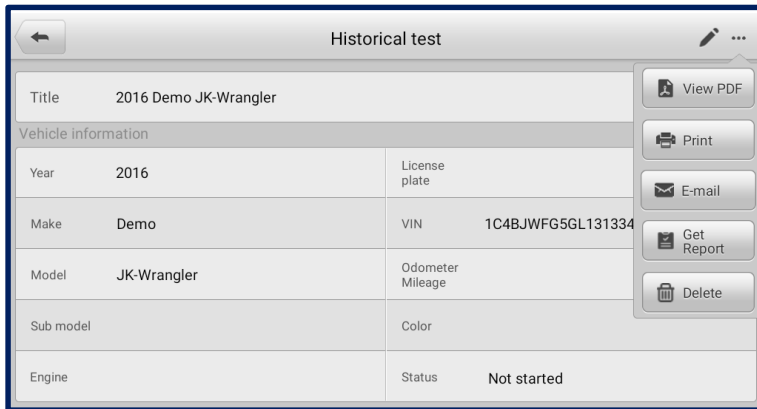 Historical test
Title 2016 Demo JK-Wrangler
Vehicle information
Year 2016 License plate
Make Demo VIN 1C4BJWFG5GL131334
Model JK-Wrangler Odometer Mileage
Sub model Color
Engine Status Not started
View PDF
Print
E-mail
Get
Report
Delete